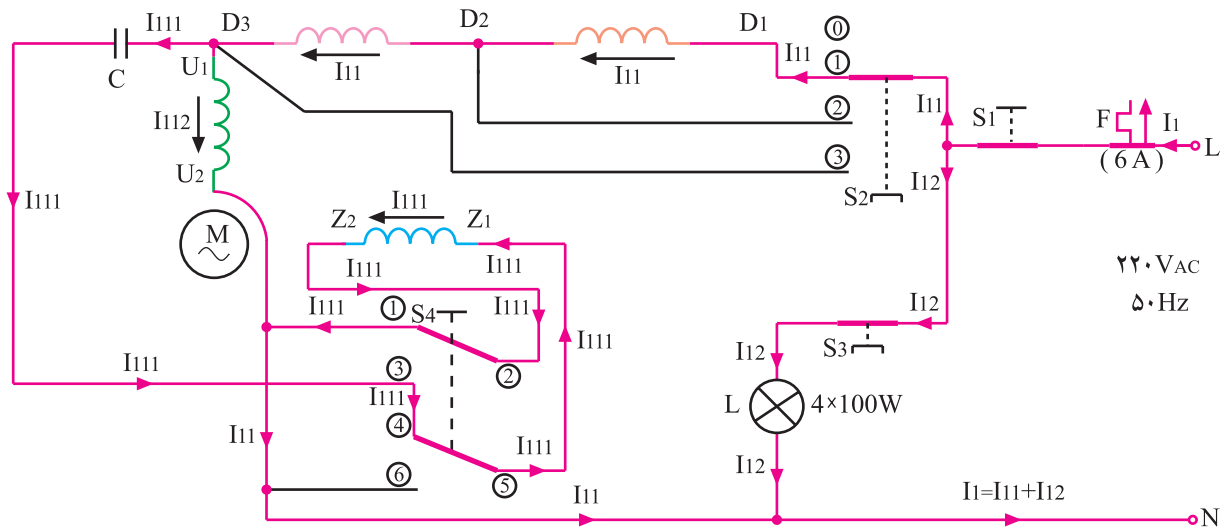 I111 D3 D2 D1 ⓪
C U1 I11 I11 I11 ①
I112 ② I11 S1 F I1 L
(6A)
U2 ③ I12
I111 I111 S2
M Z2 Z1
I111 I111
۲۲۰VAC
۵۰Hz
① S4 I111 I12
I111 I111 S3
I111 ③ ② I12
I111 L 4×100W
④
I11 I111 I12
⑥ ⑤
I11 I1=I11+I12
N